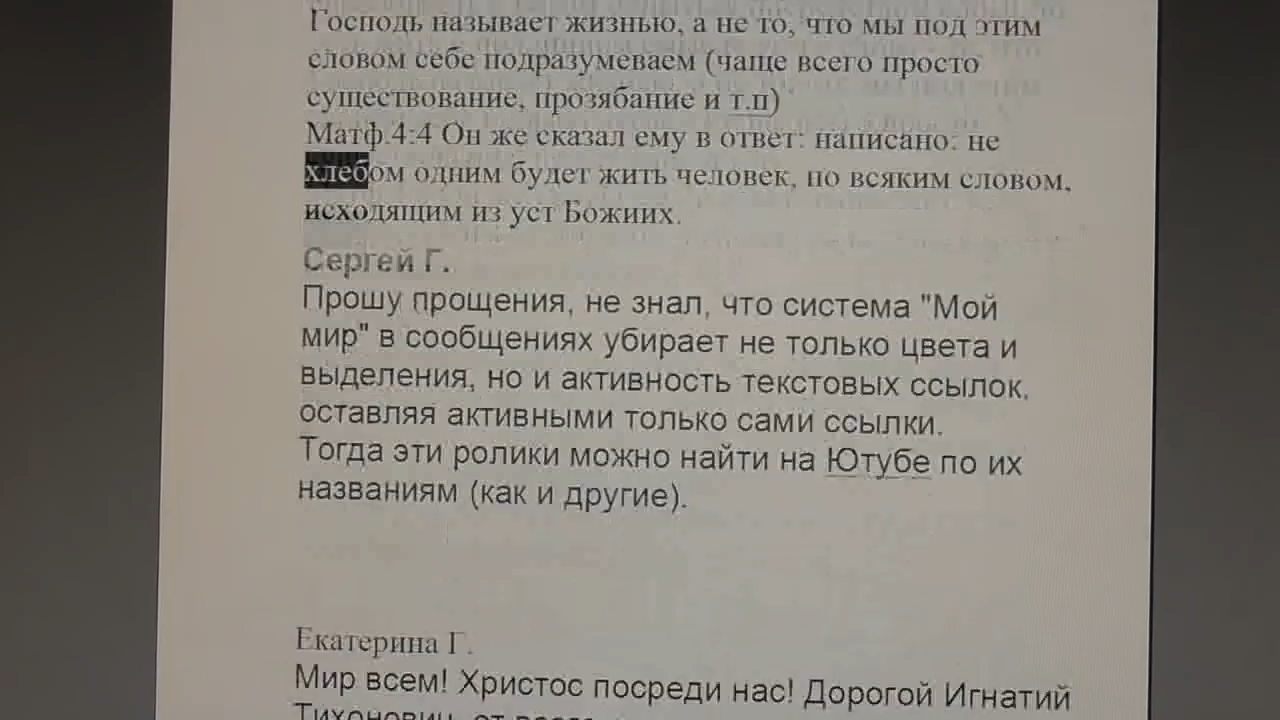 Господь называет жизнью, а не то, что мы под этим
словом себе подразумеваем (чаще всего просто
существование, прозябание и т.п)
Матф.4:4 Он же сказал ему в ответ: написано: не
хлебом одним будет жить человек, но всяким словом,
исходящим из уст Божиих.
Сергей Г.
Прошу прощения, не знал, что система "Мой
мир" в сообщениях убирает не только цвета и
выделения, но и активность текстовых ссылок,
оставляя активными только сами ссылки.
Тогда эти ролики можно найти на Ютубе по их
названиям (как и другие).
Екатерина Г.
Мир всем! Христос посреди нас! Дорогой Игнатий
Тихонович, от